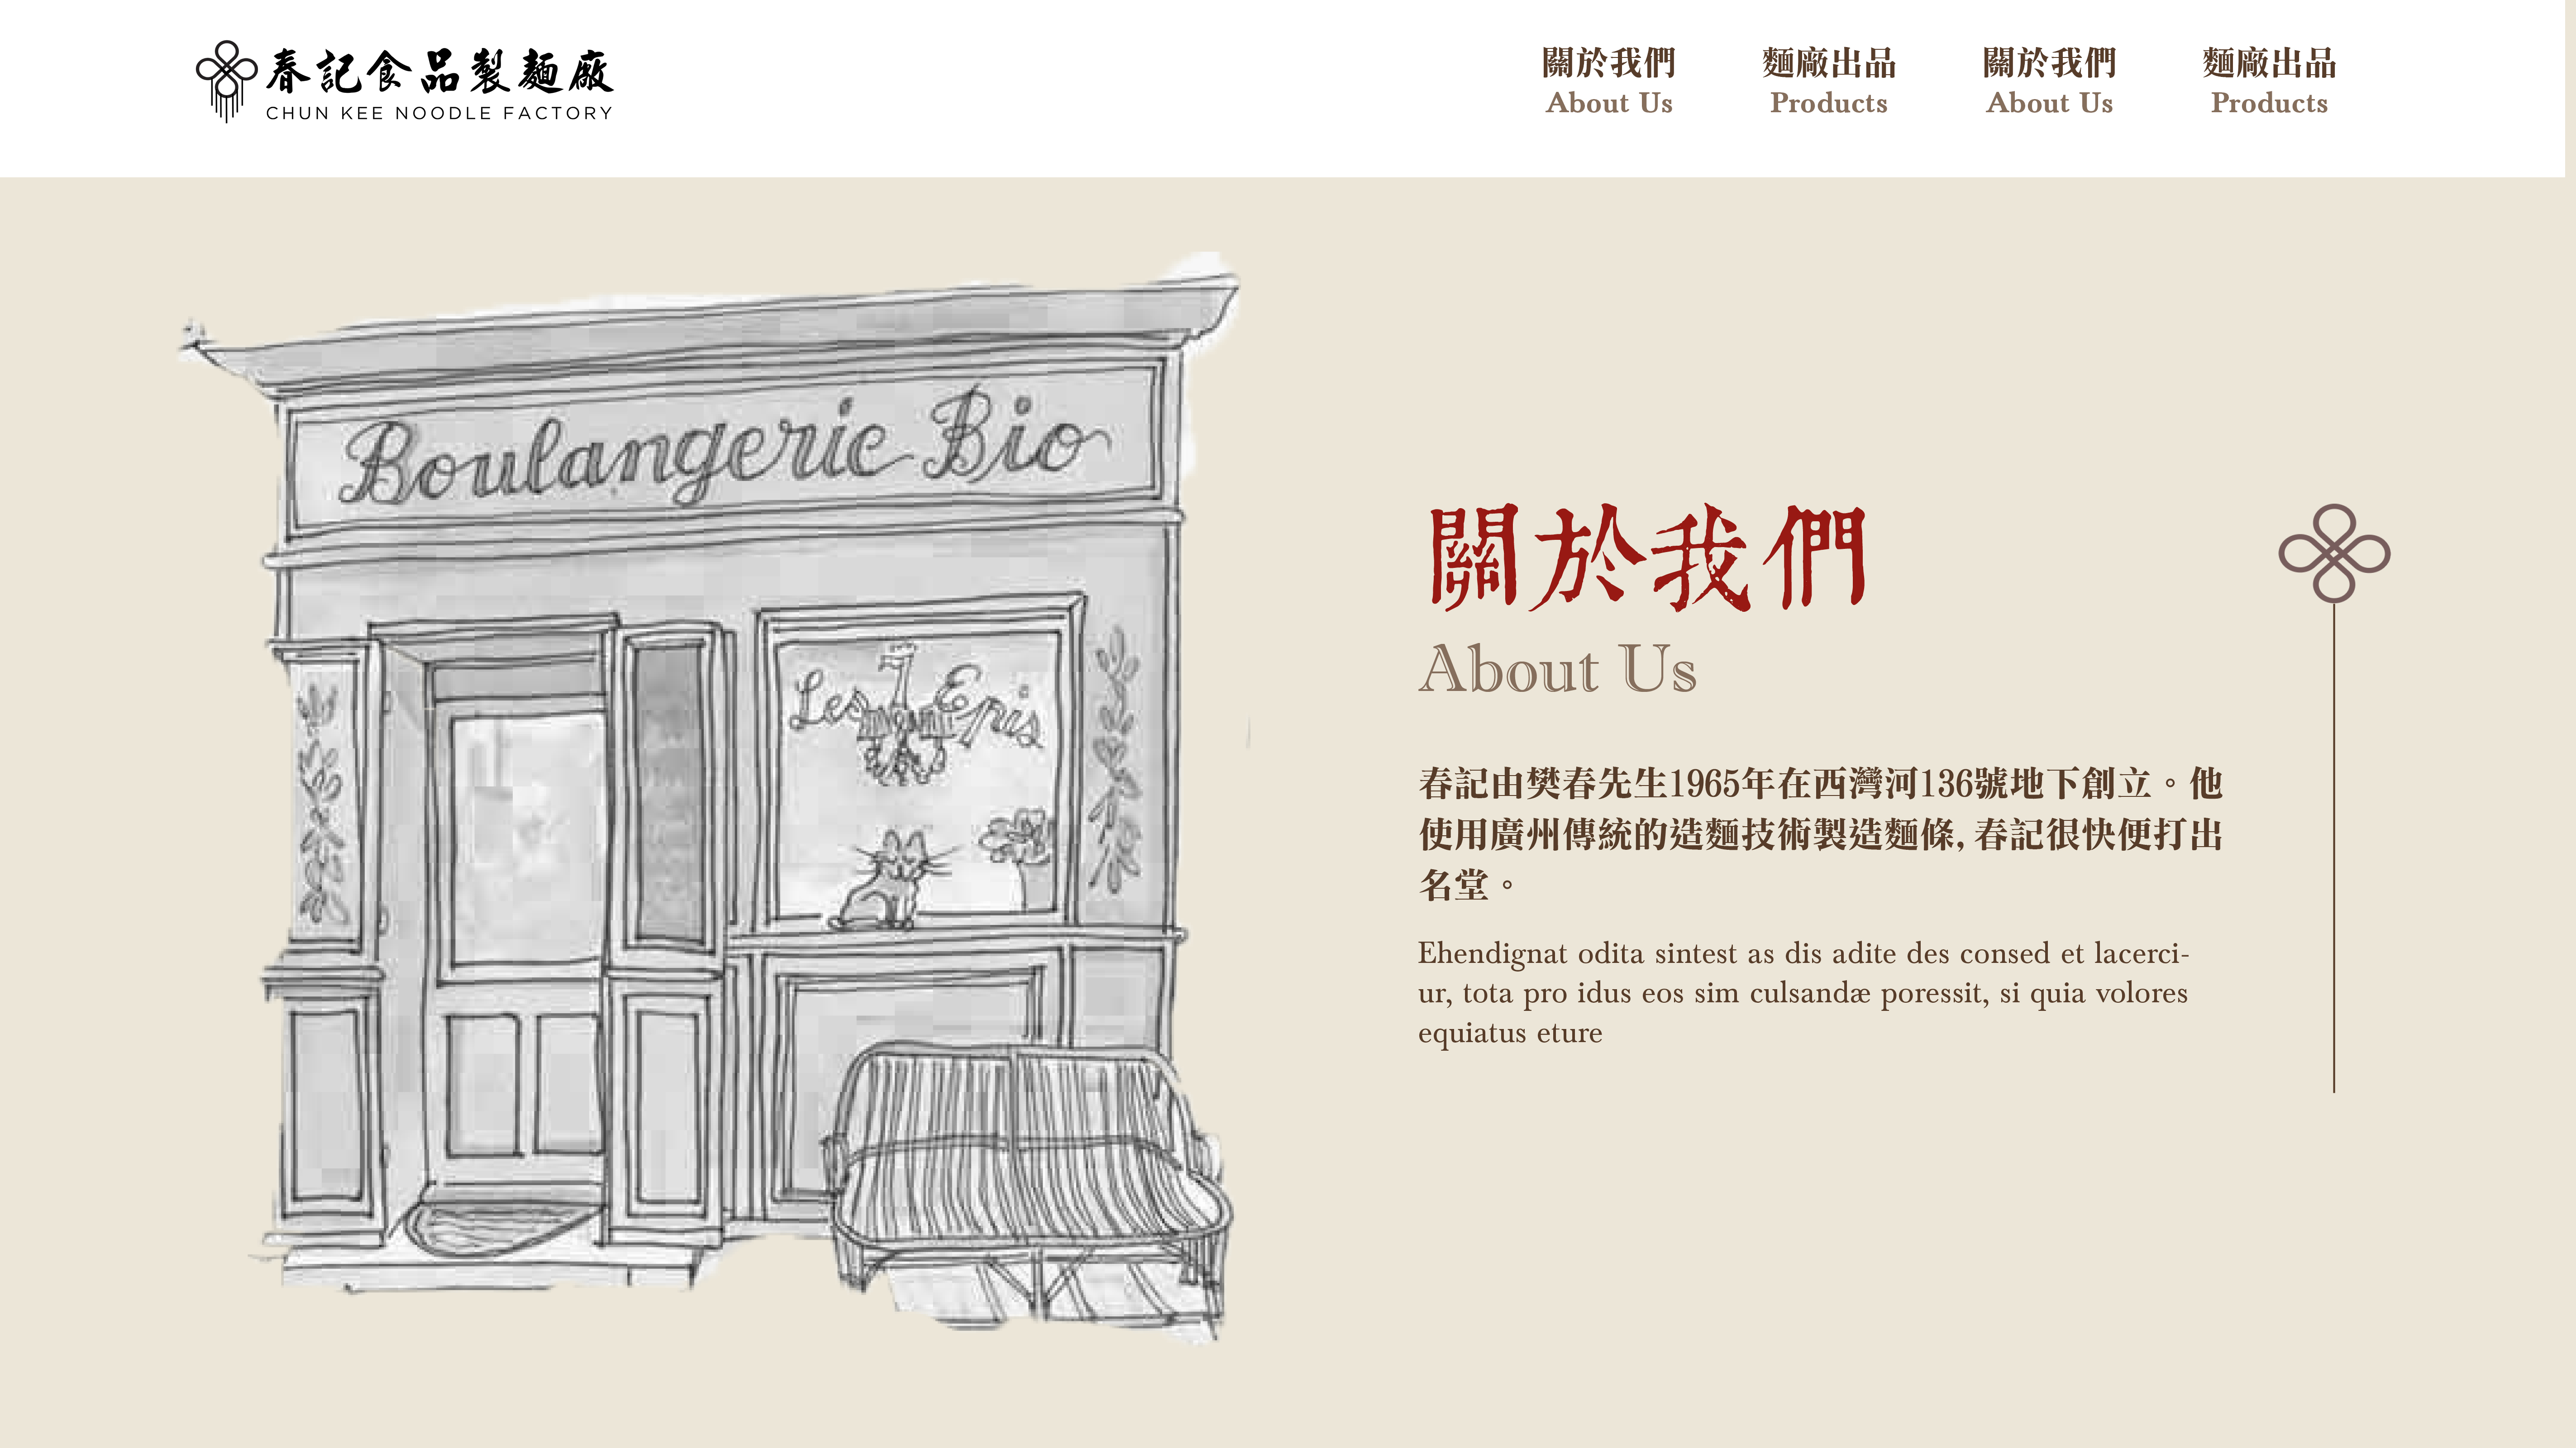 春記食品製麵廠
CHUN KEE NOODLE FACTORY
關於我們
About Us
麵廠出品
Products
關於我們
About Us
麵廠出品
Products
Boulangerie Bio
Les Epis
關於我們
About Us
春記由樊春先生1965年在西灣河136號地下創立。他
使用廣州傳統的造麵技術製造麵條, 春記很快便打出
名堂。
Ehendignat odita sintest as dis adite des consed et lacerci-
ur, tota pro idus eos sim culsandæ poressit, si quia volores
equiatus eture